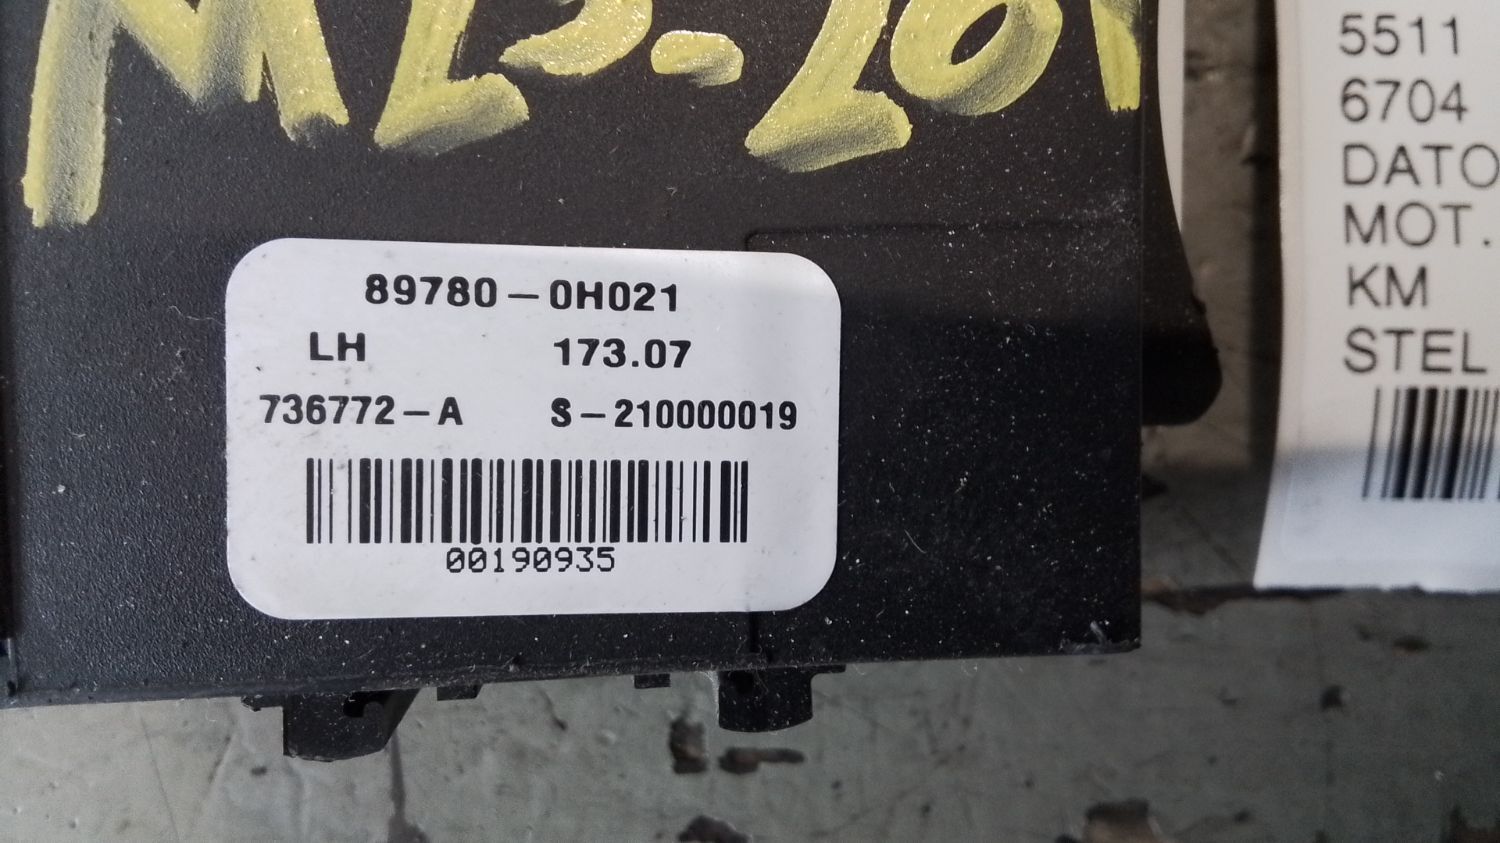 89780-0H021
LH 173.07
736772-A S-210000019
00190935
5511
6704
DATO
MOT.
KM
STEL